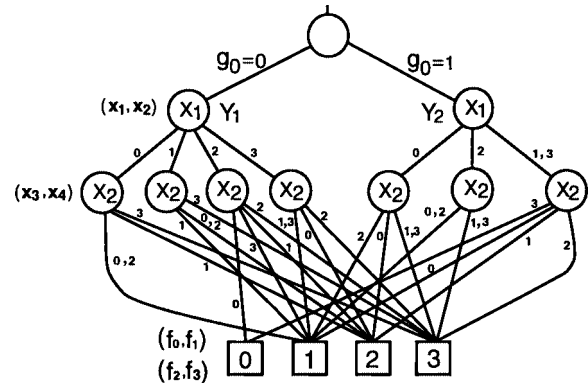 g₀=0 g₀=1
(x₁, x₂) X₁ Y₁ Y₂ X₁
0 1 2 3 0 2 1,3
(x₃, x₄) X₂ X₂ X₂ X₂ X₂ X₂ X₂
3 3 0,2 2 1,3 2 0,2 3
1 1 3 1 0 2 0 1,3 1,3 0 1 2
0,2 0
(f₀,f₁)
0 1 2 3
(f₂,f₃)